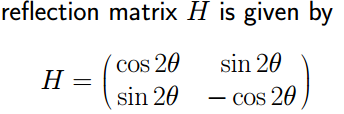 reflection matrix H is given by
H = ( cos 2θ sin 2θ
sin 2θ − cos 2θ )